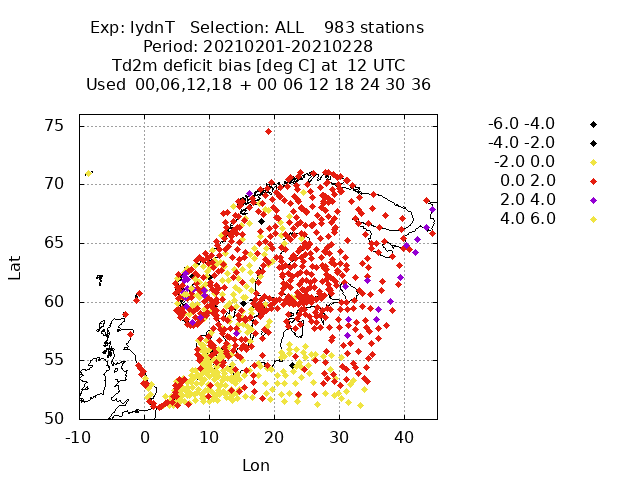 Exp: lydnT   Selection: ALL    983 stations
Period: 20210201-20210228
Td2m deficit bias [deg C] at  12 UTC
Used  00,06,12,18 + 00 06 12 18 24 30 36
-6.0 -4.0
-4.0 -2.0
-2.0 0.0
0.0 2.0
2.0 4.0
4.0 6.0
75
70
65
60
55
50
Lat
-10 0 10 20 30 40
Lon